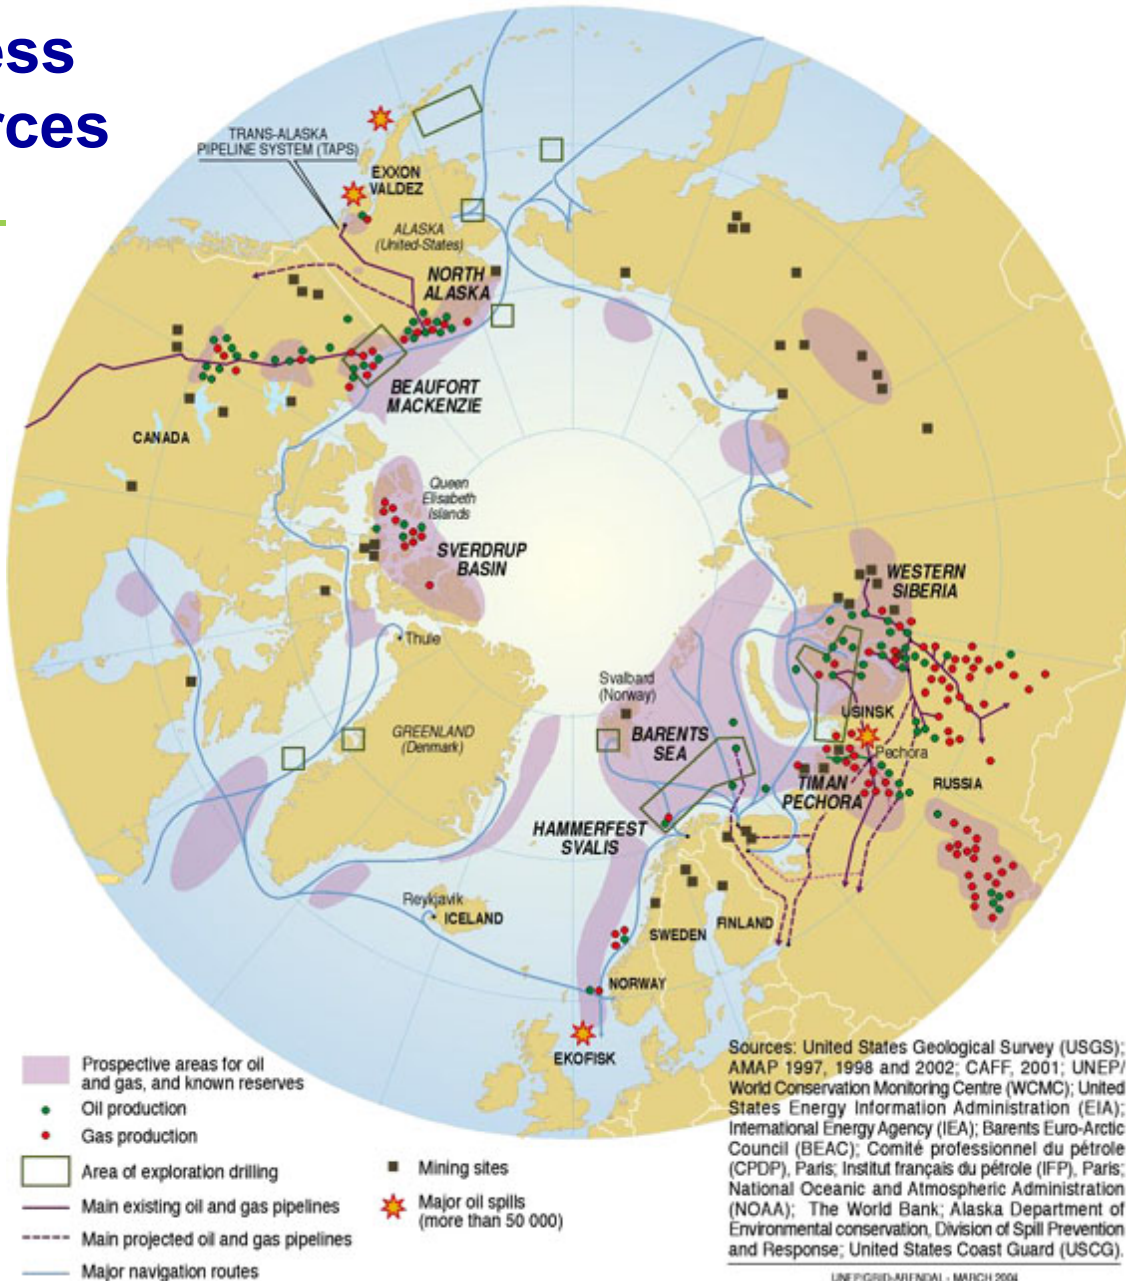 ess
rces
TRANS-ALASKA
PIPELINE SYSTEM (TAPS)
EXXON
VALDEZ
ALASKA
(United-States)
NORTH
ALASKA
BEAUFORT
MACKENZIE
CANADA
Queen
Elisabeth
Islands
SVERDRUP
BASIN
WESTERN
SIBERIA
Thule
Svalbard
(Norway)
USINSK
GREENLAND
(Denmark)
BARENTS
SEA
Pechora
TIMAN
PECHORA
RUSSIA
HAMMERFEST
SVALIS
Reykjavik
ICELAND
SWEDEN
FINLAND
NORWAY
EKOFISK
Prospective areas for oil
and gas, and known reserves
Oil production
Gas production
Area of exploration drilling
Main existing oil and gas pipelines
Main projected oil and gas pipelines
Major navigation routes
Mining sites
Major oil spills
(more than 50 000)
Sources: United States Geological Survey (USGS);
AMAP 1997, 1998 and 2002; CAFF, 2001; UNEP/
World Conservation Monitoring Centre (WCMC); United
States Energy Information Administration (EIA);
International Energy Agency (IEA); Barents Euro-Arctic
Council (BEAC); Comité professionnel du pétrole
(CPDP), Paris; Institut français du pétrole (IFP), Paris;
National Oceanic and Atmospheric Administration
(NOAA); The World Bank; Alaska Department of
Environmental conservation, Division of Spill Prevention
and Response; United States Coast Guard (USCG).
UNEP/GRID-ARENDAL - MARCH 2004